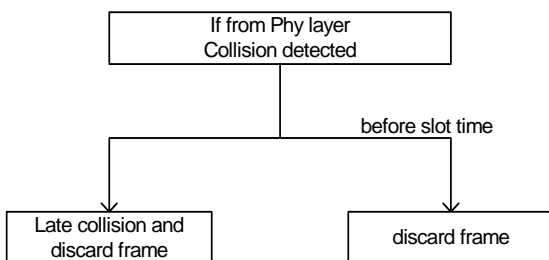 If from Phy layer
Collision detected
before slot time
Late collision and
discard frame
discard frame